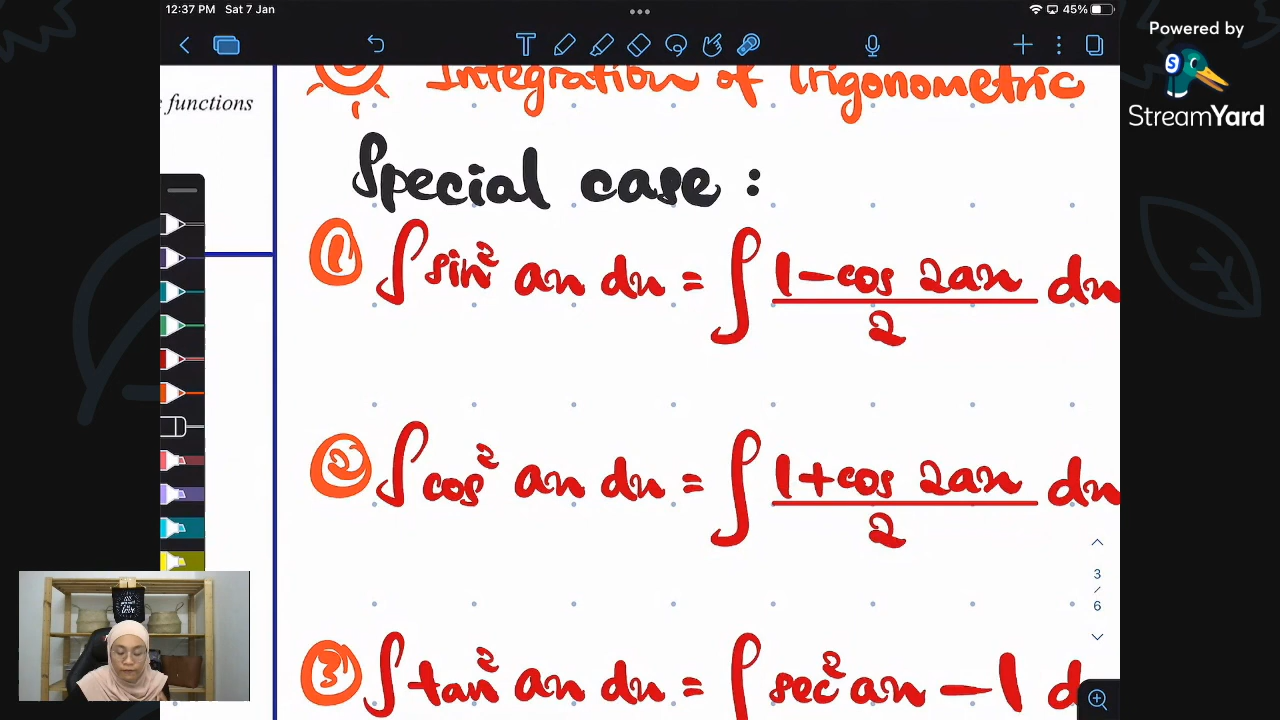 12:37 PM Sat 7 Jan
45%
Powered by
StreamYard
functions
Integration of Trigonometric
Special case :
① ∫ sin² ax dx = ∫ 1 - cos 2ax / 2 dx
② ∫ cos² ax dx = ∫ 1 + cos 2ax / 2 dx
③ ∫ tan² ax dx = ∫ sec² ax - 1 d
3
/
6